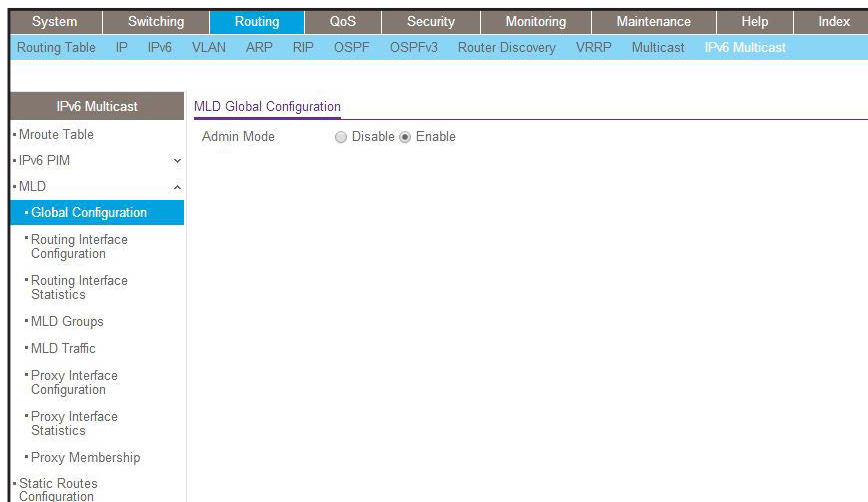 System Switching Routing QoS Security Monitoring Maintenance Help Index
Routing Table IP IPv6 VLAN ARP RIP OSPF OSPFv3 Router Discovery VRRP Multicast IPv6 Multicast
IPv6 Multicast
Mroute Table
IPv6 PIM
MLD
Global Configuration
Routing Interface
Configuration
Routing Interface
Statistics
MLD Groups
MLD Traffic
Proxy Interface
Configuration
Proxy Interface
Statistics
Proxy Membership
Static Routes
Configuration
MLD Global Configuration
Admin Mode Disable Enable